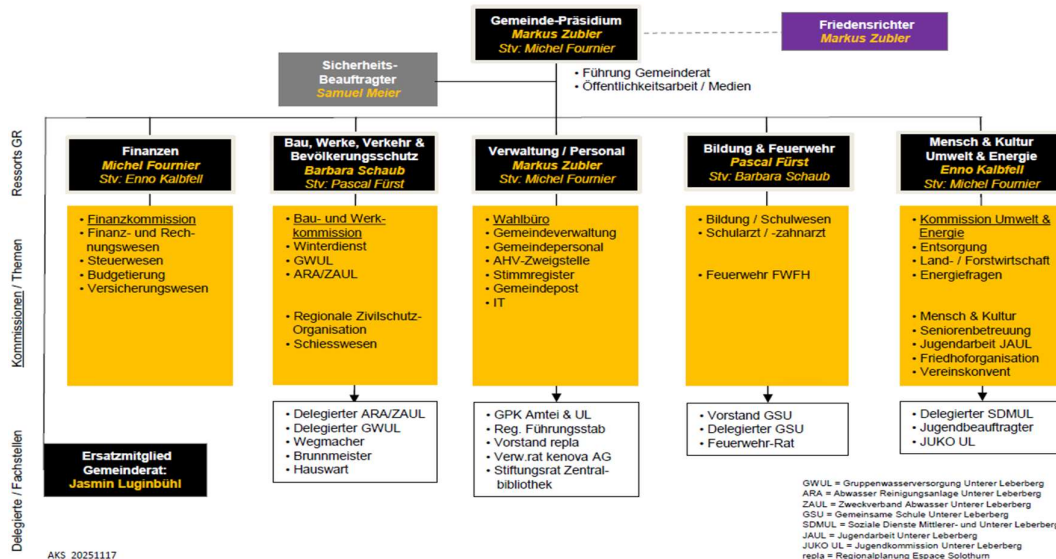 Gemeinde-Präsidium
Markus Zubler
Stv: Michel Fournier
Friedensrichter
Markus Zubler
Sicherheits-
Beauftragter
Samuel Meier
• Führung Gemeinderat
• Öffentlichkeitsarbeit / Medien
Ressorts GR
Finanzen
Michel Fournier
Stv: Enno Kalbfell
Bau, Werke, Verkehr &
Bevölkerungsschutz
Barbara Schaub
Stv: Pascal Fürst
Verwaltung / Personal
Markus Zubler
Stv: Michel Fournier
Bildung & Feuerwehr
Pascal Fürst
Stv: Barbara Schaub
Mensch & Kultur
Umwelt & Energie
Enno Kalbfell
Stv: Michel Fournier
Kommissionen / Themen
• Finanzkommission
• Finanz- und Rech-
nungswesen
• Steuerwesen
• Budgetierung
• Versicherungswesen
• Bau- und Werk-
kommission
• Winterdienst
• GWUL
• ARA/ZAUL
• Regionale Zivilschutz-
Organisation
• Schiesswesen
• Wahlbüro
• Gemeindeverwaltung
• Gemeindepersonal
• AHV-Zweigstelle
• Stimmregister
• Gemeindepost
• IT
• Bildung / Schulwesen
• Schularzt / -zahnarzt
• Feuerwehr FWFH
• Kommission Umwelt &
Energie
• Entsorgung
• Land- / Forstwirtschaft
• Energiefragen
• Mensch & Kultur
• Seniorenbetreuung
• Jugendarbeit JAUL
• Friedhoforganisation
• Vereinskonvent
Delegierte / Fachstellen
Ersatzmitglied
Gemeinderat:
Jasmin Luginbühl
• Delegierter ARA/ZAUL
• Delegierter GWUL
• Wegmacher
• Brunnmeister
• Hauswart
• GPK Amtei & UL
• Reg. Führungsstab
• Vorstand repla
• Verw.rat kenova AG
• Stiftungsrat Zentral-
bibliothek
• Vorstand GSU
• Delegierter GSU
• Feuerwehr-Rat
• Delegierter SDMUL
• Jugendbeauftragter
• JUKO UL
GWUL = Gruppenwasserversorgung Unterer Leberberg
ARA = Abwasser Reinigungsanlage Unterer Leberberg
ZAUL = Zweckverband Abwasser Unterer Leberberg
GSU = Gemeinsame Schule Unterer Leberberg
SDMUL = Soziale Dienste Mittlerer- und Unterer Leberberg
JAUL = Jugendarbeit Unterer Leberberg
JUKO UL = Jugendkommission Unterer Leberberg
repla = Regionalplanung Espace Solothurn
AKS_20251117